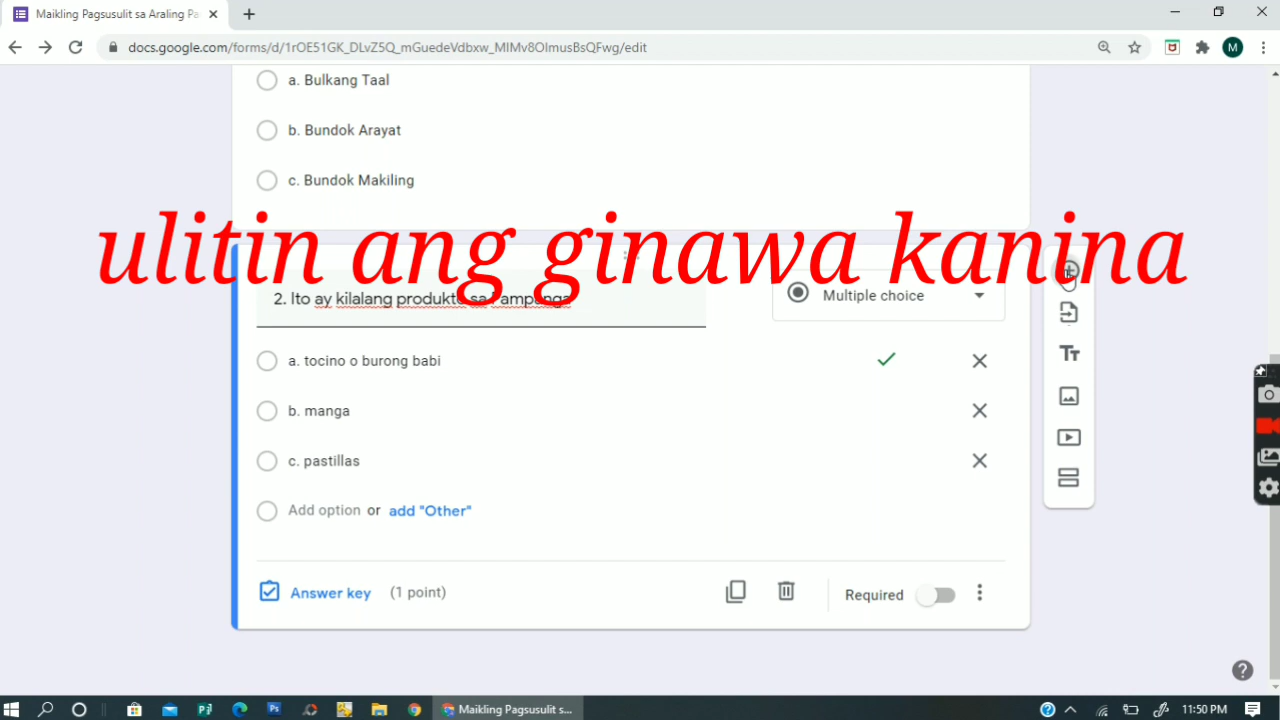 Maikling Pagsusulit sa Araling Pa
docs.google.com/forms/d/1rOE51GK_DLvZ5Q_mGuedeVdbxw_MlMv8OlmusBsQFwg/edit
M
a. Bulkang Taal
b. Bundok Arayat
c. Bundok Makiling
ulitin ang ginawa kanina
2. Ito ay kilalang produkto sa Pampanga
Multiple choice
a. tocino o burong babi
b. manga
c. pastillas
Add option or add "Other"
Answer key (1 point)
Required
Maikling Pagsusulit s...
11:50 PM